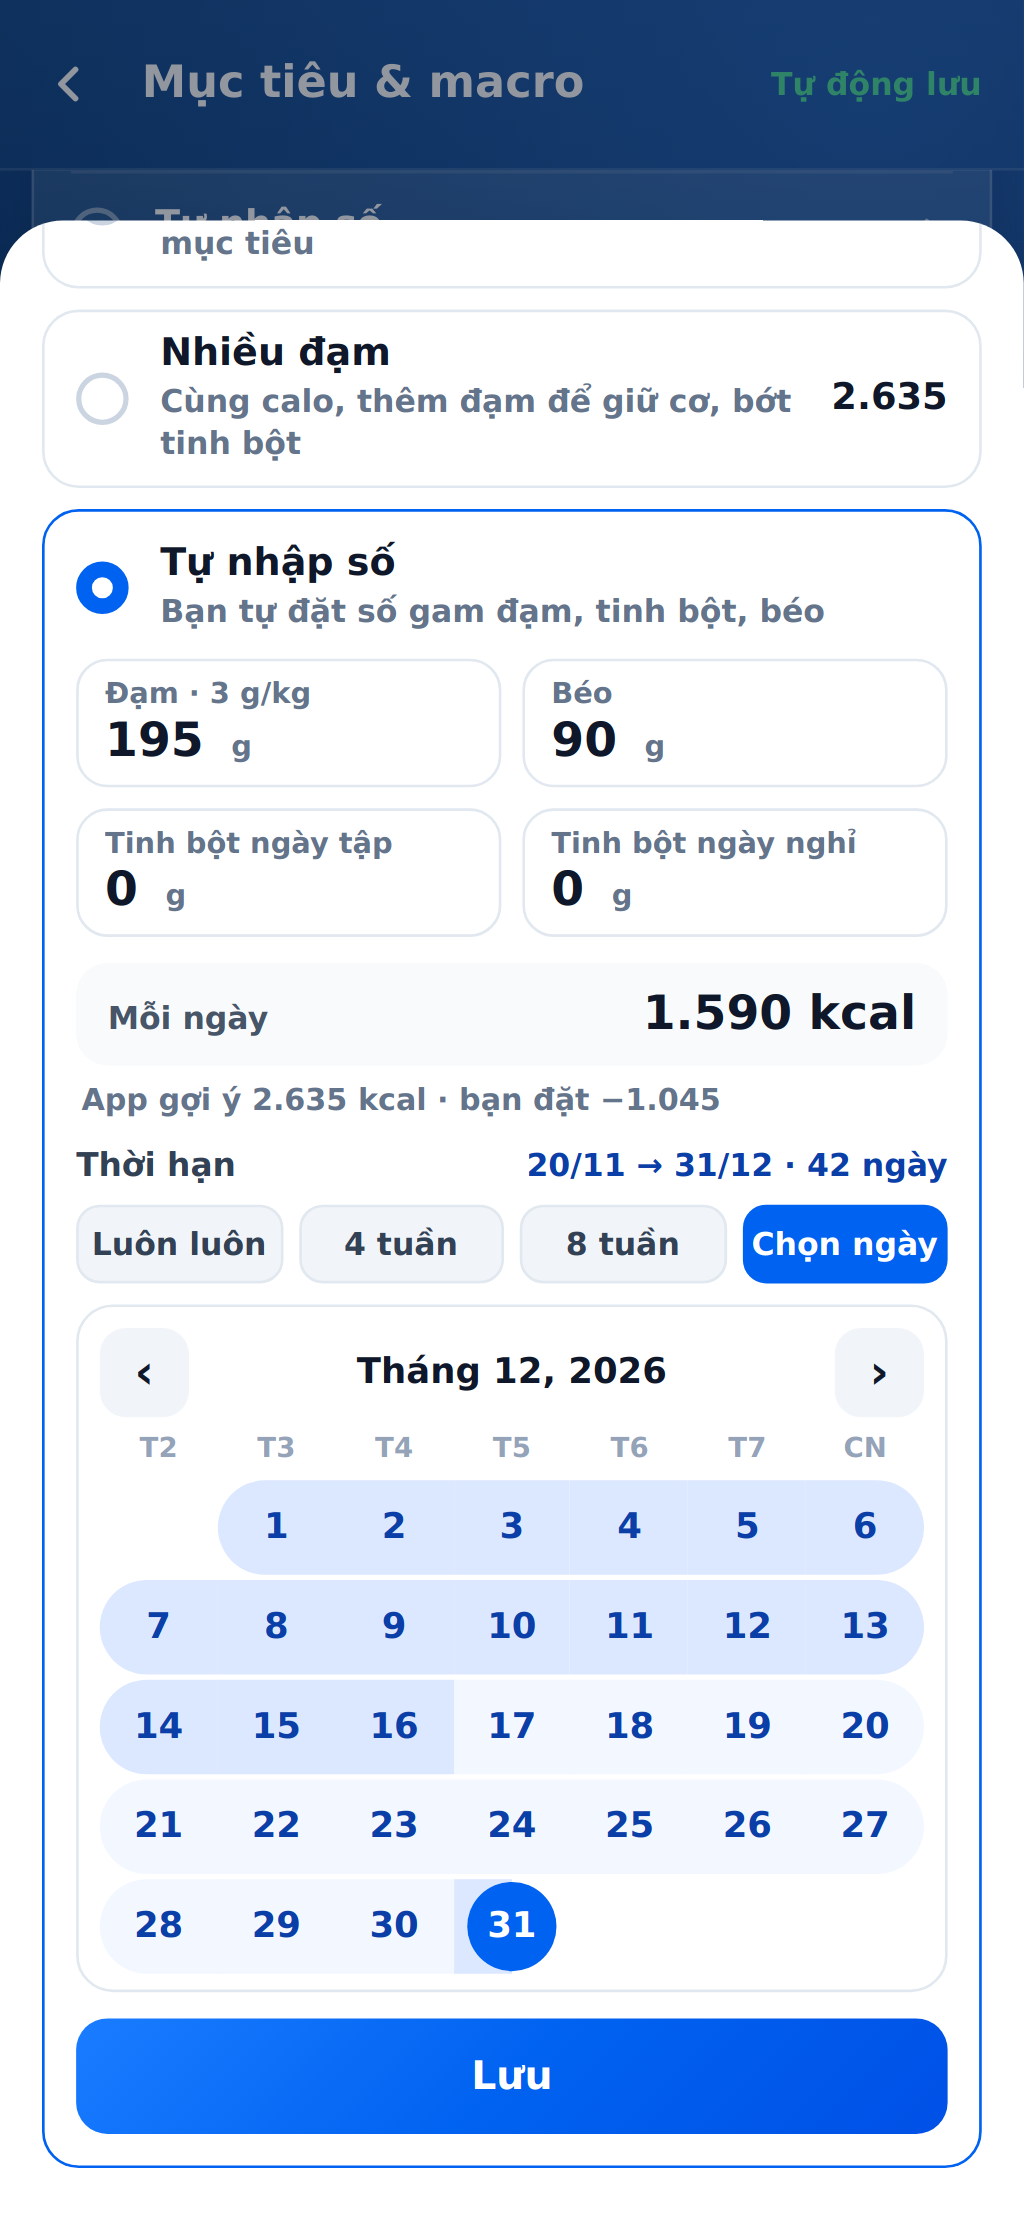 Mục tiêu & macro
Tự động lưu
Tự nhập số
mục tiêu
Nhiều đạm
Cùng calo, thêm đạm để giữ cơ, bớt
tinh bột
2.635
Tự nhập số
Bạn tự đặt số gam đạm, tinh bột, béo
Đạm · 3 g/kg
195 g
Béo
90 g
Tinh bột ngày tập
0 g
Tinh bột ngày nghỉ
0 g
Mỗi ngày
1.590 kcal
App gợi ý 2.635 kcal · bạn đặt −1.045
Thời hạn
20/11 → 31/12 · 42 ngày
Luôn luôn
4 tuần
8 tuần
Chọn ngày
‹
Tháng 12, 2026
›
T2 T3 T4 T5 T6 T7 CN
1 2 3 4 5 6
7 8 9 10 11 12 13
14 15 16 17 18 19 20
21 22 23 24 25 26 27
28 29 30 31
Lưu